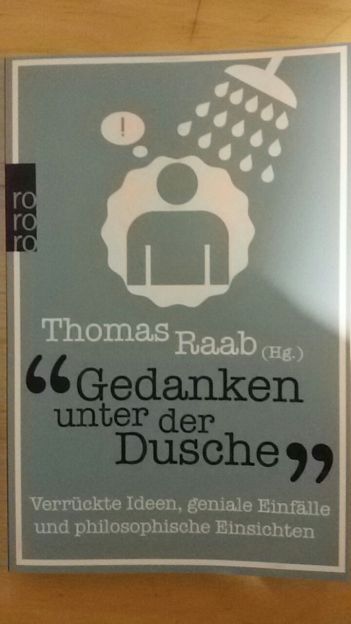 !
ro
ro
ro
Thomas
Raab (Hg.)
“Gedanken
unter der
Dusche”
Verrückte Ideen, geniale Einfälle
und philosophische Einsichten